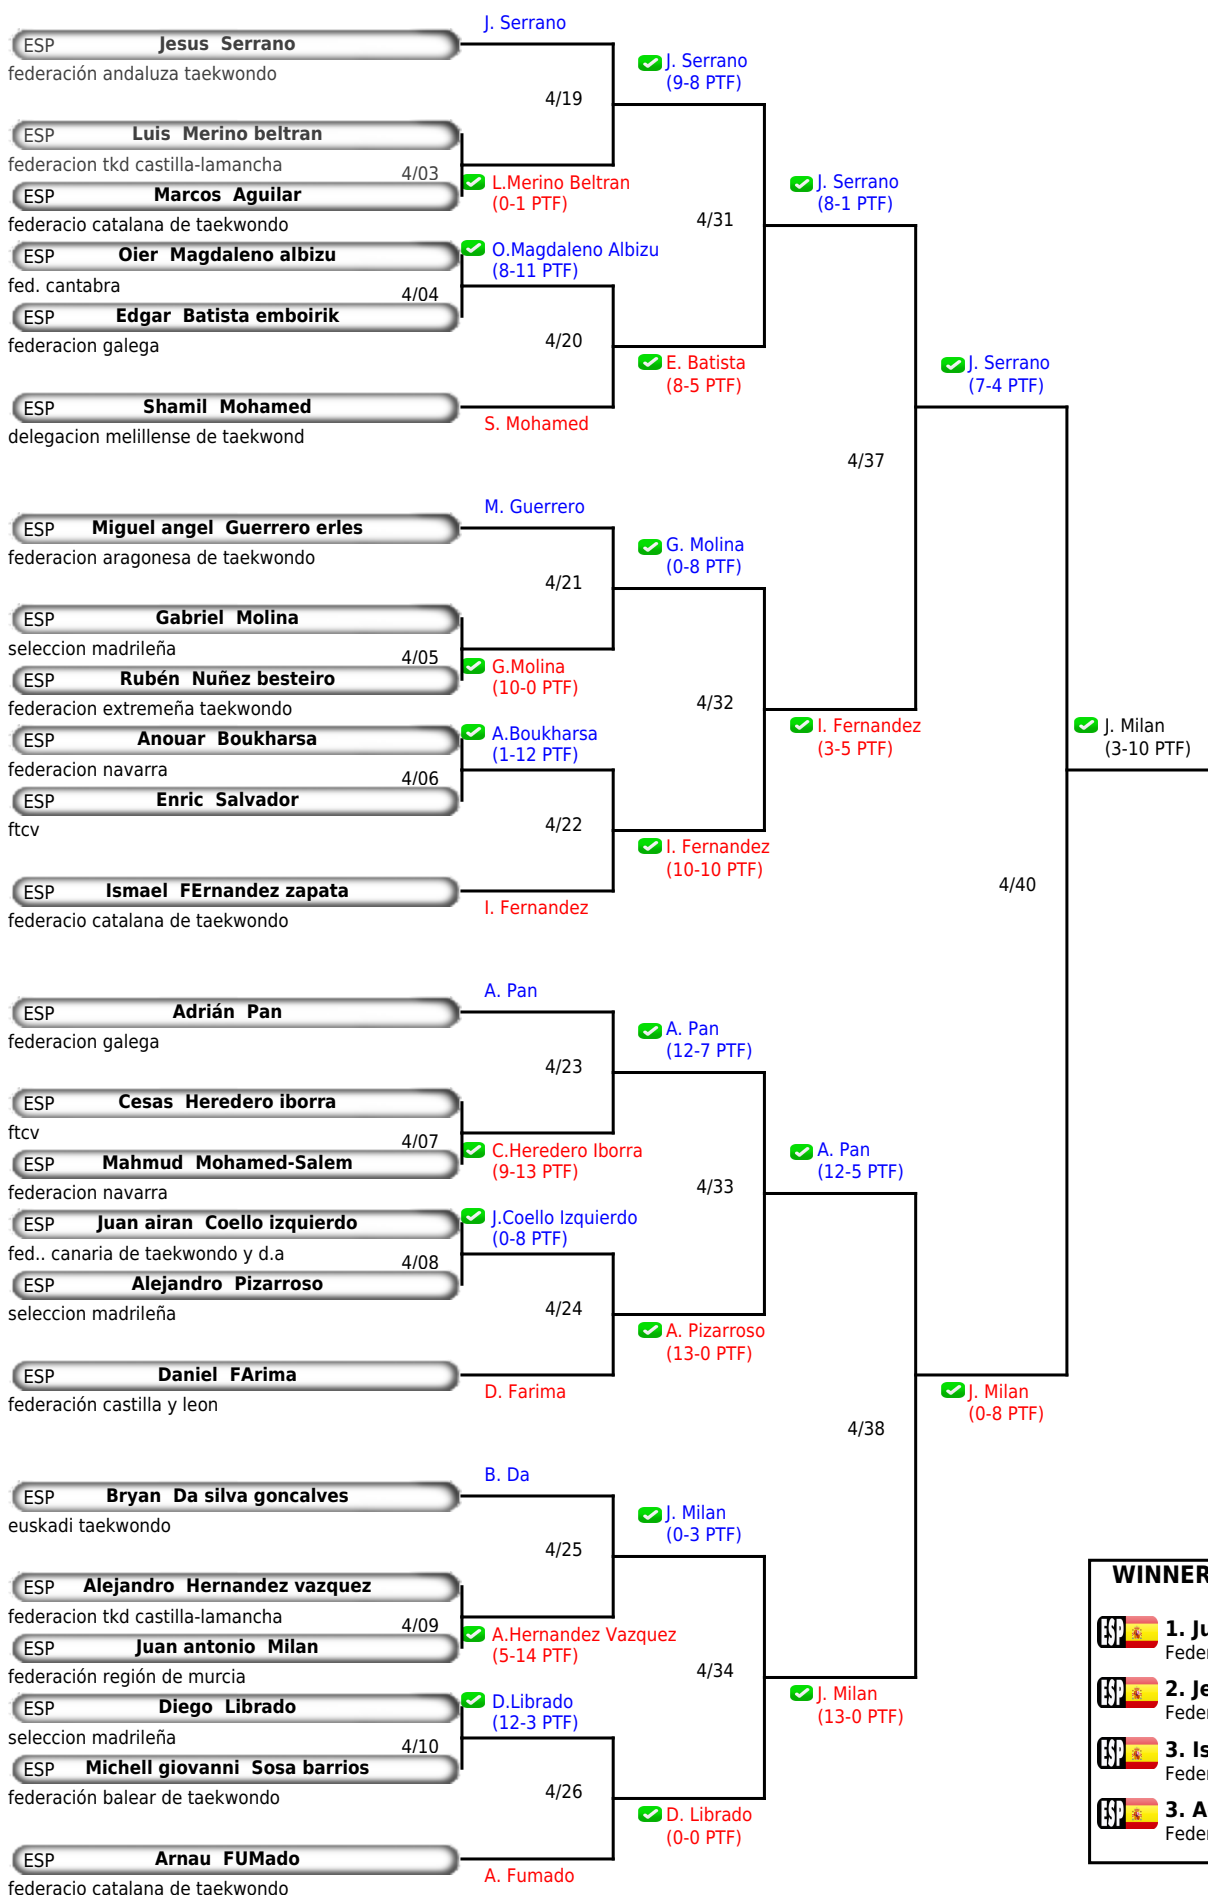 J. Serrano
ESP Jesus Serrano
federación andaluza taekwondo
J. Serrano
(9-8 PTF)
4/19
ESP Luis Merino beltran
federacion tkd castilla-lamancha
4/03
L.Merino Beltran
(0-1 PTF)
ESP Marcos Aguilar
federacio catalana de taekwondo
J. Serrano
(8-1 PTF)
4/31
ESP Oier Magdaleno albizu
fed. cantabra
O.Magdaleno Albizu
(8-11 PTF)
4/04
ESP Edgar Batista emboirik
federacion galega
4/20
E. Batista
(8-5 PTF)
J. Serrano
(7-4 PTF)
ESP Shamil Mohamed
delegacion melillense de taekwond
S. Mohamed
4/37
M. Guerrero
ESP Miguel angel Guerrero erles
federacion aragonesa de taekwondo
G. Molina
(0-8 PTF)
4/21
ESP Gabriel Molina
seleccion madrileña
4/05
G.Molina
(10-0 PTF)
ESP Rubén Nuñez besteiro
federacion extremeña taekwondo
4/32
ESP Anouar Boukharsa
federacion navarra
A.Boukharsa
(1-12 PTF)
I. Fernandez
(3-5 PTF)
J. Milan
(3-10 PTF)
4/06
ESP Enric Salvador
ftcv
4/22
I. Fernandez
(10-10 PTF)
ESP Ismael FErnandez zapata
federacio catalana de taekwondo
I. Fernandez
4/40
A. Pan
ESP Adrián Pan
federacion galega
A. Pan
(12-7 PTF)
4/23
ESP Cesas Heredero iborra
ftcv
4/07
C.Heredero Iborra
(9-13 PTF)
ESP Mahmud Mohamed-Salem
federacion navarra
A. Pan
(12-5 PTF)
4/33
ESP Juan airan Coello izquierdo
fed.. canaria de taekwondo y d.a
J.Coello Izquierdo
(0-8 PTF)
4/08
ESP Alejandro Pizarroso
seleccion madrileña
4/24
A. Pizarroso
(13-0 PTF)
ESP Daniel FArima
federación castilla y leon
D. Farima
J. Milan
(0-8 PTF)
4/38
B. Da
ESP Bryan Da silva goncalves
euskadi taekwondo
J. Milan
(0-3 PTF)
4/25
ESP Alejandro Hernandez vazquez
federacion tkd castilla-lamancha
4/09
A.Hernandez Vazquez
(5-14 PTF)
ESP Juan antonio Milan
federación región de murcia
4/34
ESP Diego Librado
seleccion madrileña
D.Librado
(12-3 PTF)
J. Milan
(13-0 PTF)
4/10
ESP Michell giovanni Sosa barrios
federación balear de taekwondo
4/26
D. Librado
(0-0 PTF)
ESP Arnau FUMado
federacio catalana de taekwondo
A. Fumado
WINNER
ESP 1. Ju
Feder
ESP 2. Je
Feder
ESP 3. Is
Feder
ESP 3. A
Feder